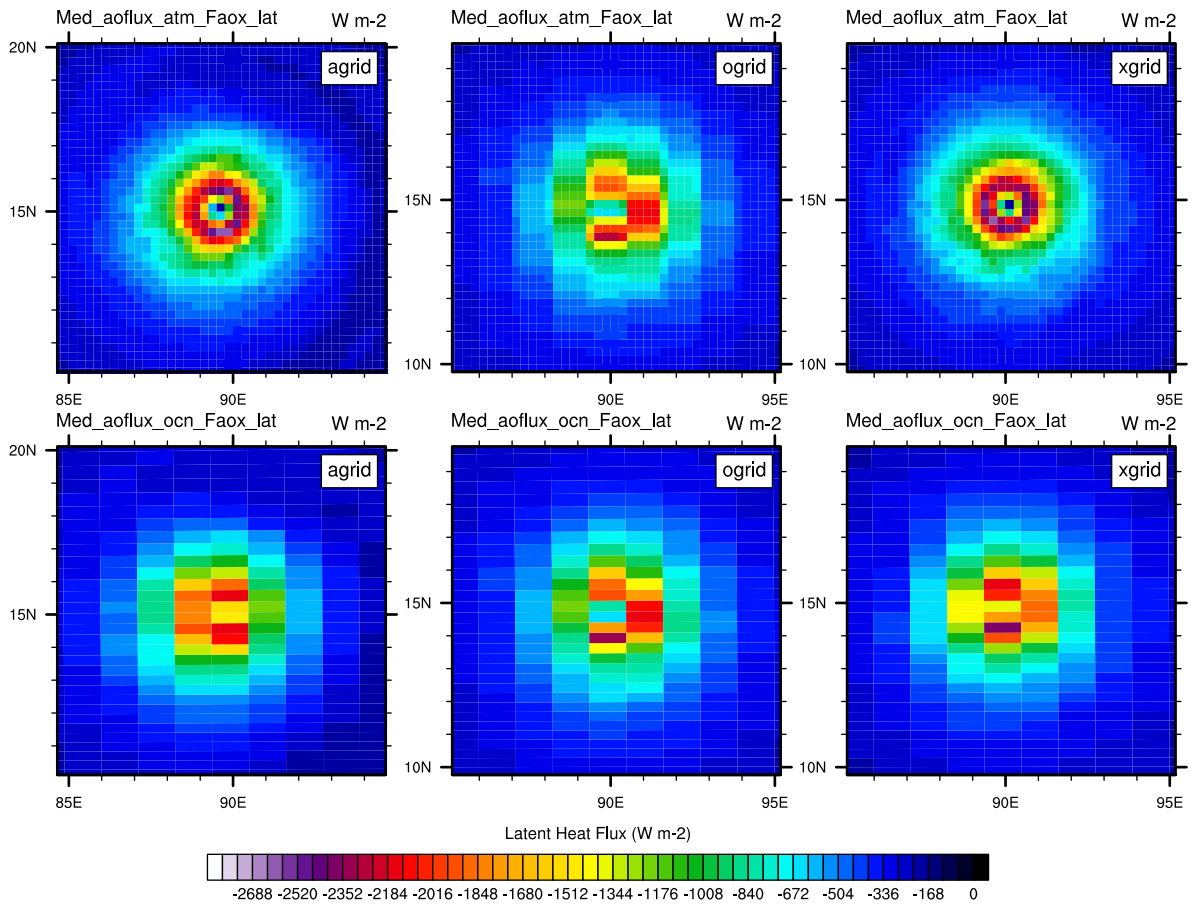 Med_aoflux_atm_Faox_lat W m-2 Med_aoflux_atm_Faox_lat W m-2 Med_aoflux_atm_Faox_lat W m-2
20N
agrid ogrid xgrid
15N 15N 15N
10N 10N
85E 90E 90E 95E 90E 95E
Med_aoflux_ocn_Faox_lat W m-2 Med_aoflux_ocn_Faox_lat W m-2 Med_aoflux_ocn_Faox_lat W m-2
20N
agrid ogrid xgrid
15N 15N 15N
10N 10N
85E 90E 90E 95E 90E 95E
Latent Heat Flux (W m-2)
-2688 -2520 -2352 -2184 -2016 -1848 -1680 -1512 -1344 -1176 -1008 -840 -672 -504 -336 -168 0